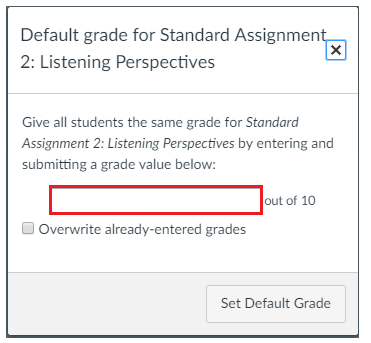 Default grade for Standard Assignment
2: Listening Perspectives
Give all students the same grade for Standard
Assignment 2: Listening Perspectives by entering and
submitting a grade value below:
out of 10
Overwrite already-entered grades
Set Default Grade